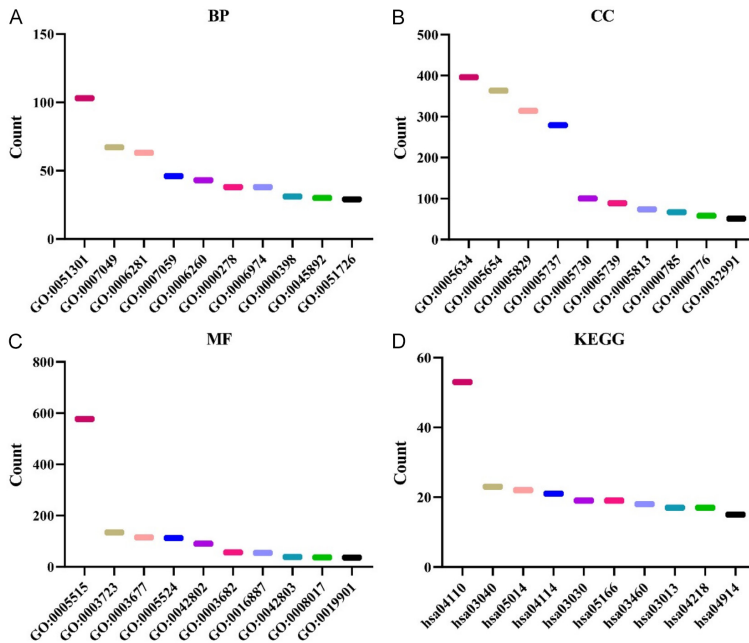 A
BP
150
100
50
0
Count
GO:0051301
GO:0007049
GO:0006281
GO:0007059
GO:0006260
GO:0000278
GO:0006974
GO:0000398
GO:0045892
GO:0051726
B
CC
500
400
300
200
100
0
Count
GO:0005634
GO:0005654
GO:0005829
GO:0005737
GO:0005730
GO:0005739
GO:0005813
GO:0000785
GO:0000776
GO:0032991
C
MF
800
600
400
200
0
Count
GO:0005515
GO:0003723
GO:0003677
GO:0005524
GO:0042802
GO:0003682
GO:0016887
GO:0042803
GO:0008017
GO:0019901
D
KEGG
60
40
20
0
Count
hsa04110
hsa03040
hsa05014
hsa04114
hsa03030
hsa05166
hsa03460
hsa03013
hsa04218
hsa04914